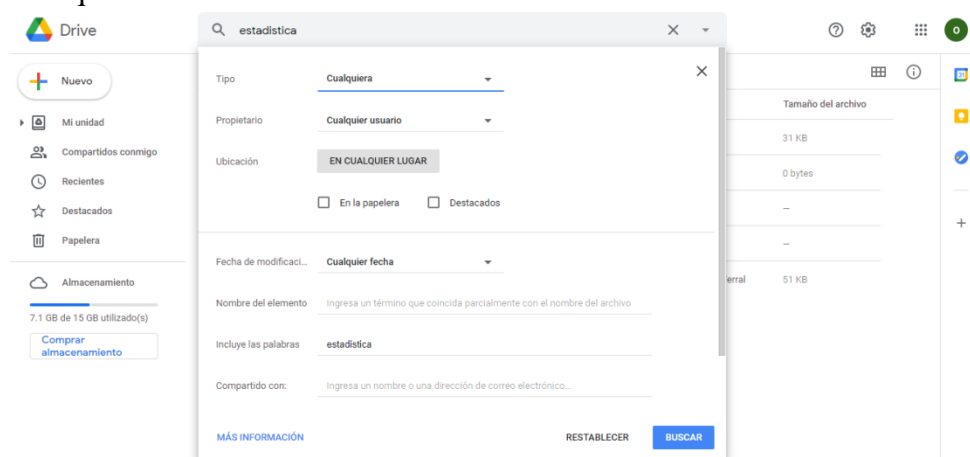 Drive
estadistica
o
Nuevo
Mi unidad
Compartidos conmigo
Recientes
Destacados
Papelera
Almacenamiento
7.1 GB de 15 GB utilizado(s)
Comprar
almacenamiento
Tipo
Cualquiera
Propietario
Cualquier usuario
Ubicación
EN CUALQUIER LUGAR
En la papelera
Destacados
Fecha de modificaci...
Cualquier fecha
Nombre del elemento
Ingresa un término que coincida parcialmente con el nombre del archivo
Incluye las palabras
estadistica
Compartido con:
Ingresa un nombre o una dirección de correo electrónico...
MÁS INFORMACIÓN
RESTABLECER
BUSCAR
Tamaño del archivo
31 KB
0 bytes
—
—
erral
51 KB
31